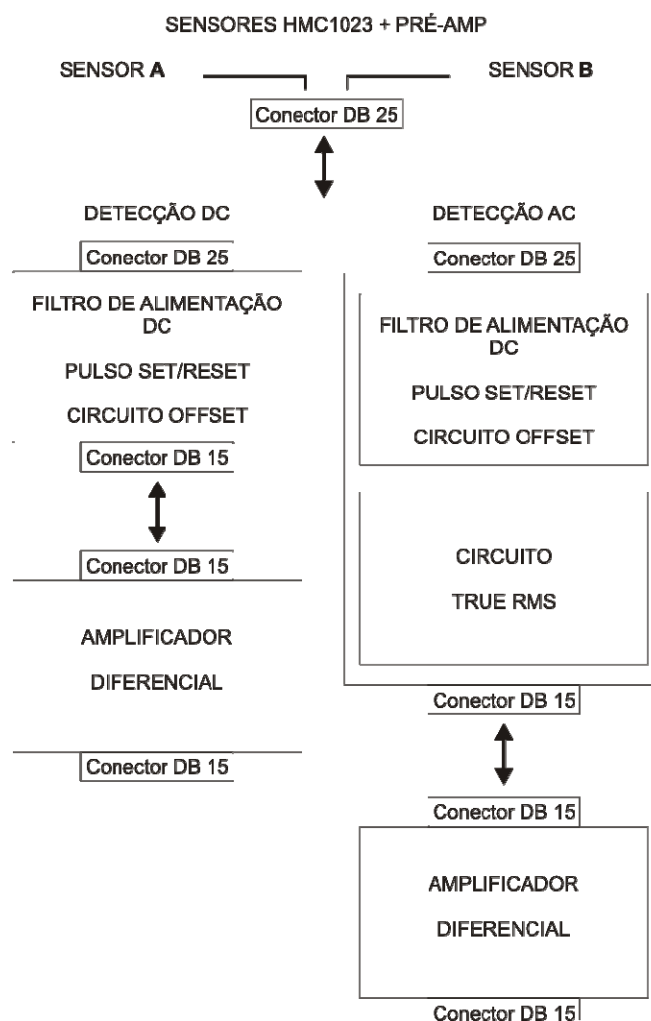 SENSORES HMC1023 + PRÉ-AMP
SENSOR A
SENSOR B
Conector DB 25
DETECÇÃO DC
Conector DB 25
FILTRO DE ALIMENTAÇÃO
DC
PULSO SET/RESET
CIRCUITO OFFSET
Conector DB 15
Conector DB 15
AMPLIFICADOR
DIFERENCIAL
Conector DB 15
DETECÇÃO AC
Conector DB 25
FILTRO DE ALIMENTAÇÃO
DC
PULSO SET/RESET
CIRCUITO OFFSET
CIRCUITO
TRUE RMS
Conector DB 15
Conector DB 15
AMPLIFICADOR
DIFERENCIAL
Conector DB 15